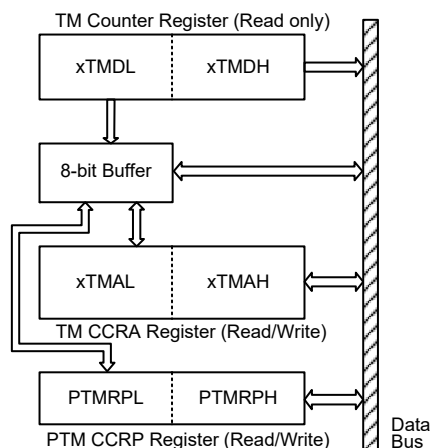 TM Counter Register (Read only)
xTMDL xTMDH
8-bit Buffer
xTMAL xTMAH
TM CCRA Register (Read/Write)
PTMRPL PTMRPH
PTM CCRP Register (Read/Write)
Data
Bus